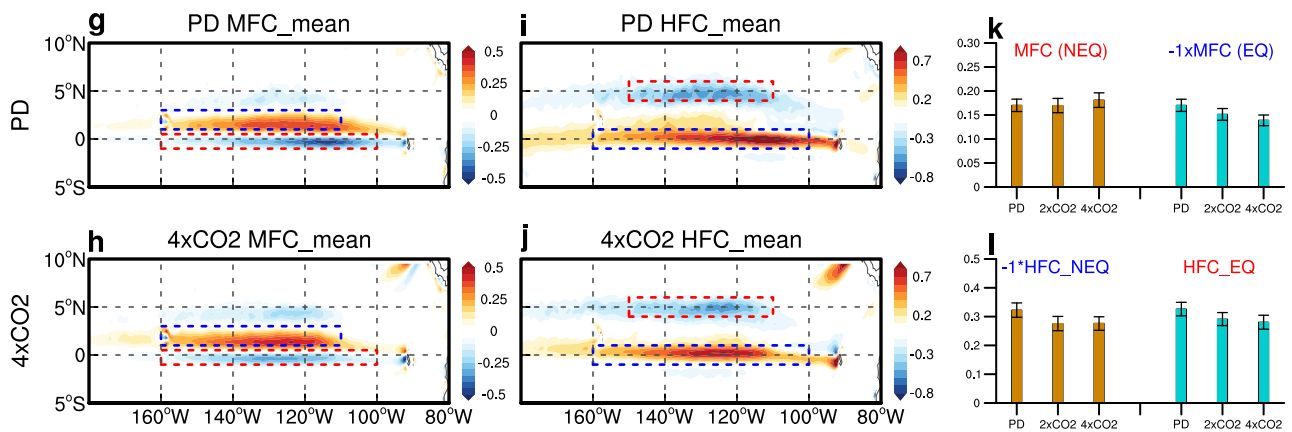 g PD MFC_mean
i PD HFC_mean
k
PD
10°N
5°N
0
5°S
0.5
0.25
0
-0.25
-0.5
0.7
0.2
-0.3
-0.8
MFC (NEQ)
-1xMFC (EQ)
0.30
0.25
0.20
0.15
0.10
0.05
0
PD 2xCO2 4xCO2 PD 2xCO2 4xCO2
h 4xCO2 MFC_mean
j 4xCO2 HFC_mean
l
4xCO2
10°N
5°N
0
5°S
160°W 140°W 120°W 100°W 80°W
0.5
0.25
0
-0.25
-0.5
160°W 140°W 120°W 100°W 80°W
0.7
0.2
-0.3
-0.8
-1*HFC_NEQ
HFC_EQ
0.5
0.4
0.3
0.2
0.1
0
PD 2xCO2 4xCO2 PD 2xCO2 4xCO2